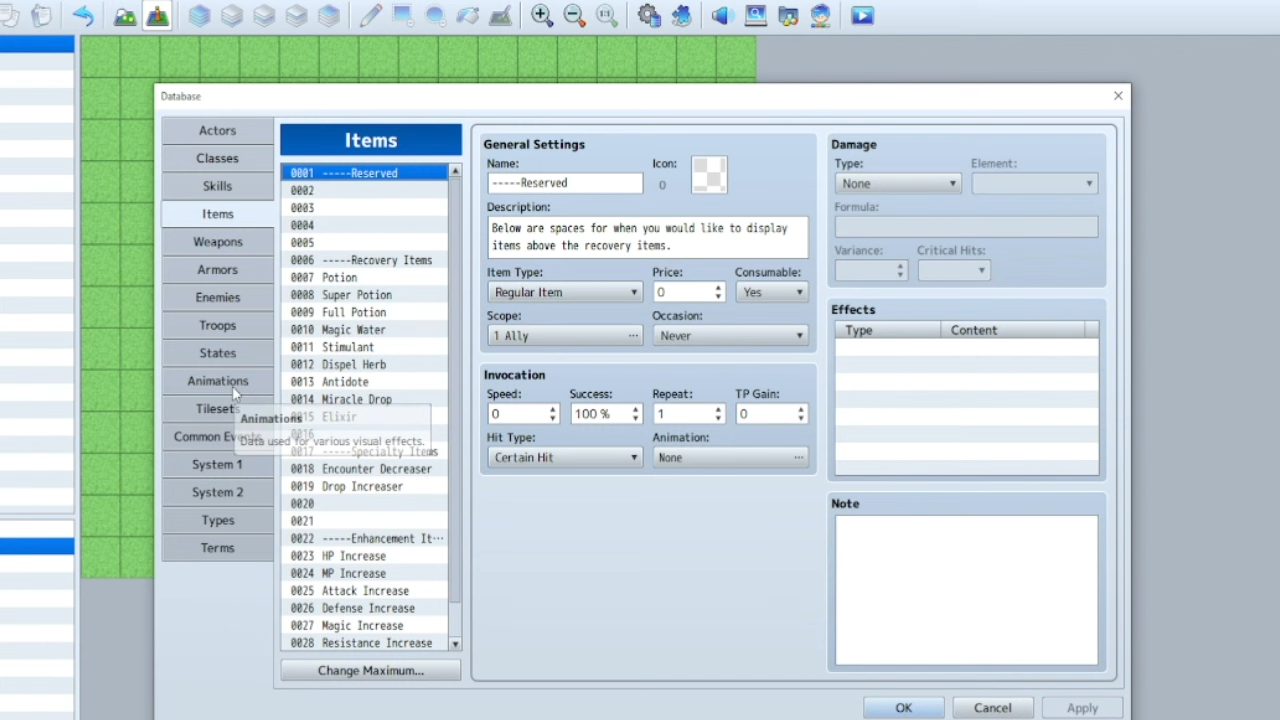 Database
Actors
Classes
Skills
Items
Weapons
Armors
Enemies
Troops
States
Animations
Tilesets
Common Events
System 1
System 2
Types
Terms
Animations
Data used for various visual effects.
Items
0001 -----Reserved
0002
0003
0004
0005
0006 -----Recovery Items
0007 Potion
0008 Super Potion
0009 Full Potion
0010 Magic Water
0011 Stimulant
0012 Dispel Herb
0013 Antidote
0014 Miracle Drop
0015 Elixir
0016
0017 -----Specialty Items
0018 Encounter Decreaser
0019 Drop Increaser
0020
0021
0022 -----Enhancement It…
0023 HP Increase
0024 MP Increase
0025 Attack Increase
0026 Defense Increase
0027 Magic Increase
0028 Resistance Increase
Change Maximum...
General Settings
Name: Icon:
-----Reserved 0
Description:
Below are spaces for when you would like to display
items above the recovery items.
Item Type: Price: Consumable:
Regular Item 0 Yes
Scope: Occasion:
1 Ally ... Never
Invocation
Speed: Success: Repeat: TP Gain:
0 100 % 1 0
Hit Type: Animation:
Certain Hit None ...
Damage
Type: Element:
None
Formula:
Variance: Critical Hits:
Effects
Type Content
Note
OK Cancel Apply